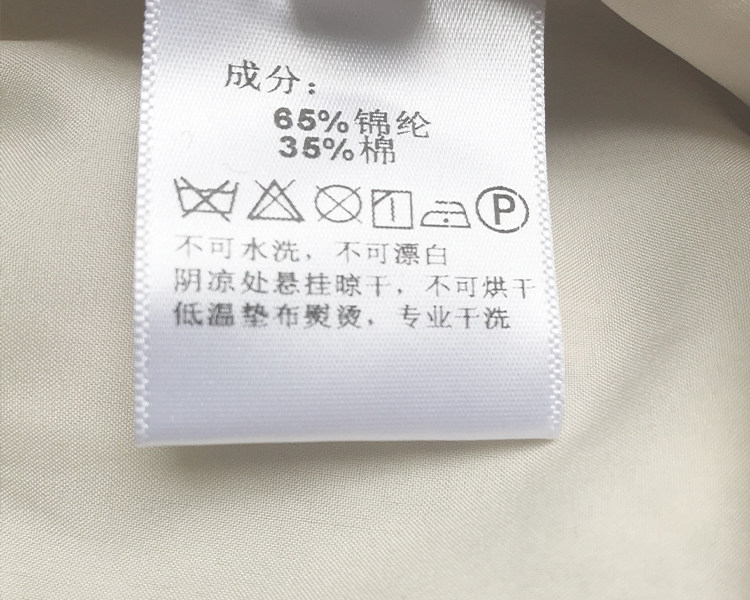 成分：
65%锦纶
35%棉
P
不可水洗，不可漂白
阴凉处悬挂晾干，不可烘干
低温垫布熨烫，专业干洗